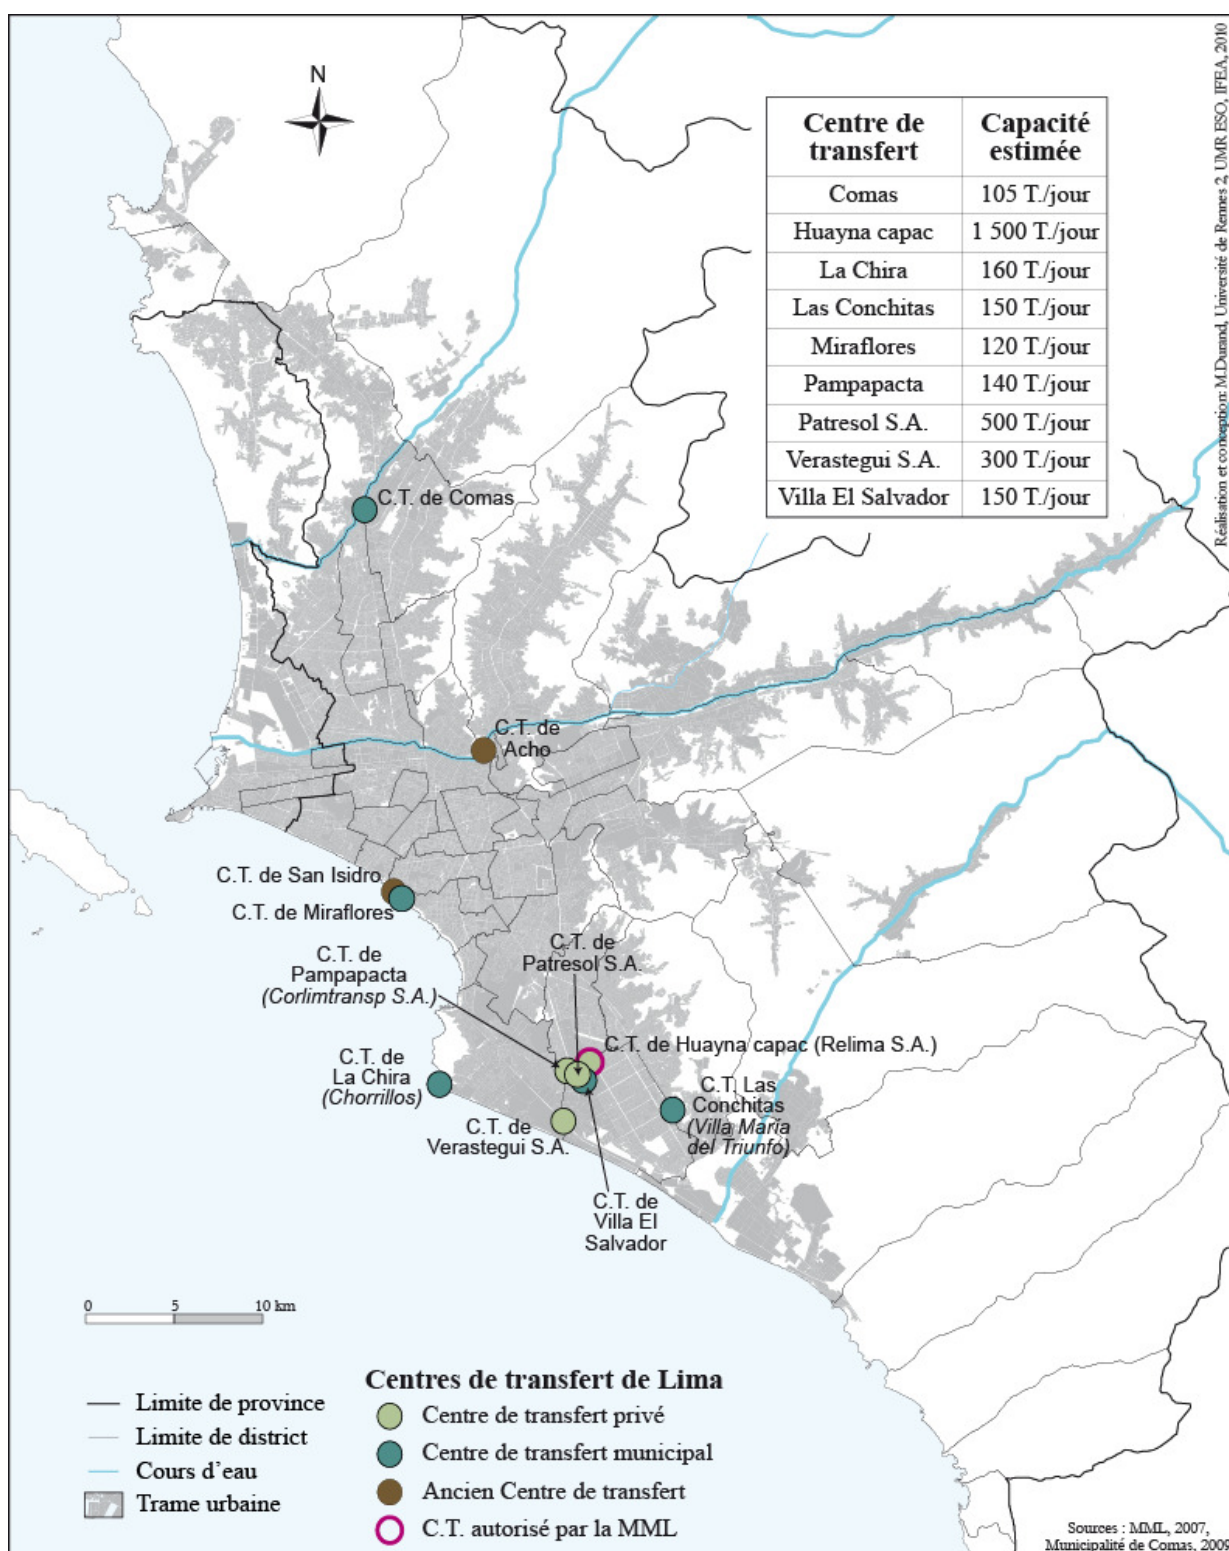 N
Centre de
transfert
Capacité
estimée
Comas
105 T./jour
Huayna capac
1 500 T./jour
La Chira
160 T./jour
Las Conchitas
150 T./jour
Miraflores
120 T./jour
Pampapacta
140 T./jour
Patresol S.A.
500 T./jour
Verastegui S.A.
300 T./jour
Villa El Salvador
150 T./jour
Réalisation et conception: M.Durand, Université de Rennes 2, UMR ESO, IFEA, 2010
C.T. de Comas
C.T. de
Acho
C.T. de San Isidro
C.T. de Miraflores
C.T. de
Pampapacta
(Corlimtransp S.A.)
C.T. de
Patresol S.A.
C.T. de Huayna capac (Relima S.A.)
C.T. de
La Chira
(Chorrillos)
C.T. Las
Conchitas
(Villa María
del Triunfo)
C.T. de
Verastegui S.A.
C.T. de
Villa El
Salvador
0 5 10 km
Limite de province
Limite de district
Cours d'eau
Trame urbaine
Centres de transfert de Lima
Centre de transfert privé
Centre de transfert municipal
Ancien Centre de transfert
C.T. autorisé par la MML
Sources : MML, 2007,
Municipalité de Comas, 2009